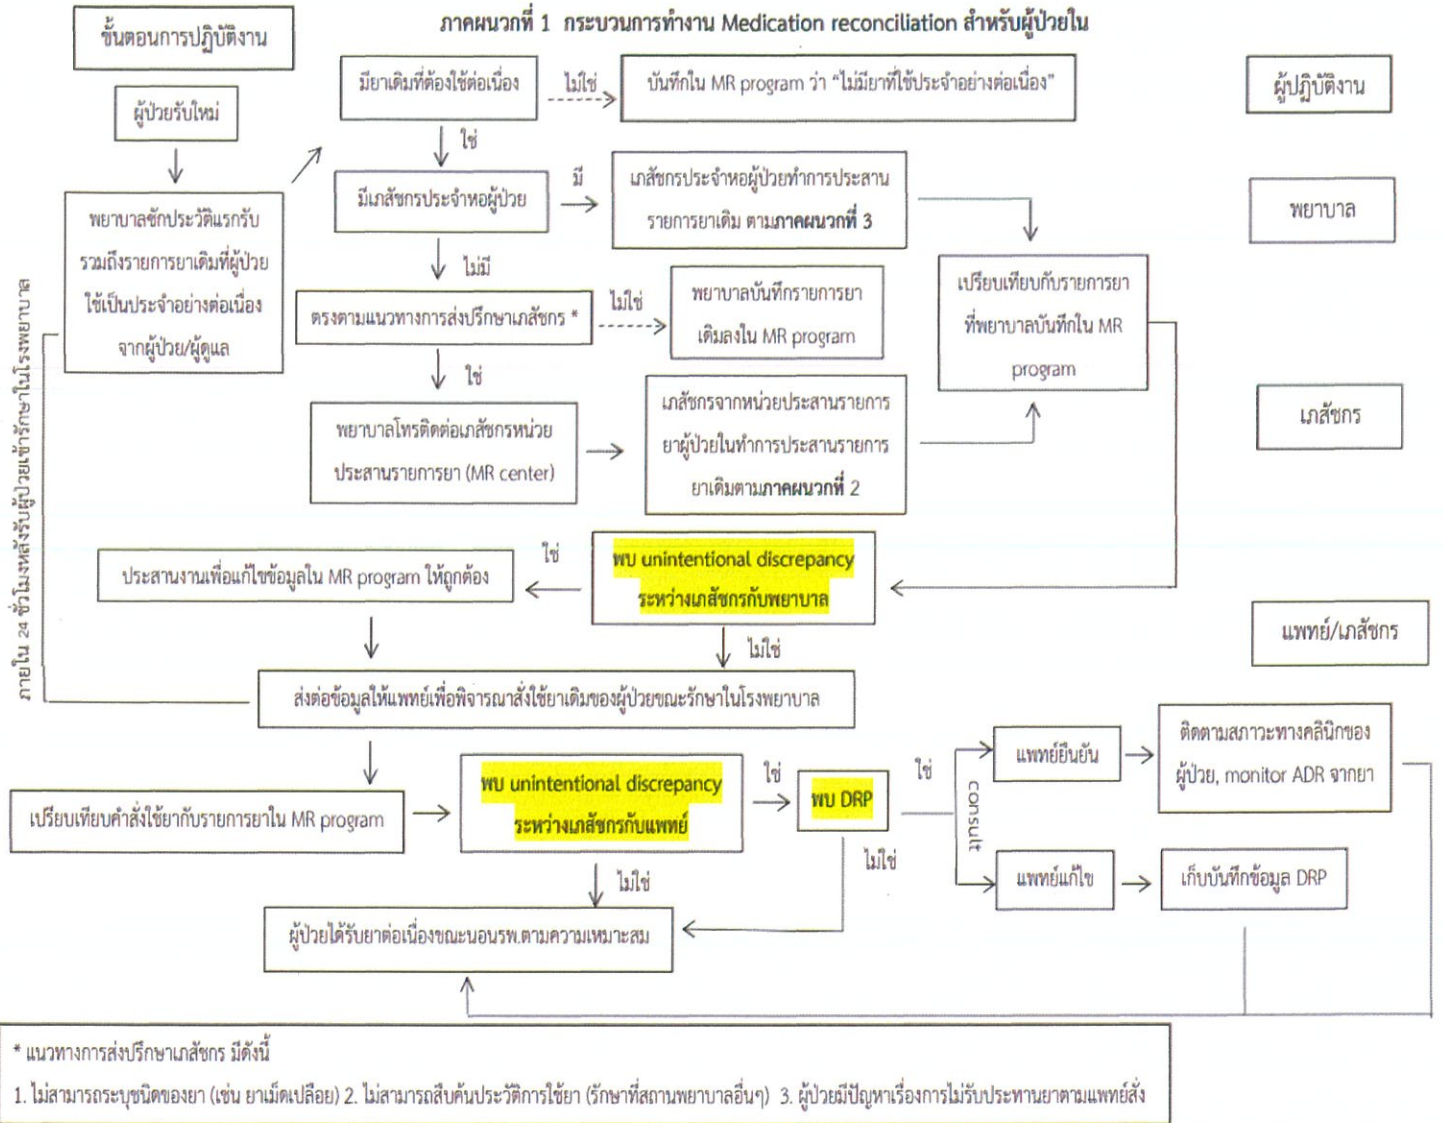 ภาคผนวกที่ 1 กระบวนการทำงาน Medication reconciliation สำหรับผู้ป่วยใน
ขั้นตอนการปฏิบัติงาน
ผู้ปฏิบัติงาน
ผู้ป่วยรับใหม่
มียาเดิมที่ต้องใช้ต่อเนื่อง
ไม่ใช่
บันทึกใน MR program ว่า “ไม่มียาที่ใช้ประจำอย่างต่อเนื่อง”
ใช่
พยาบาลซักประวัติแรกรับ
รวมถึงรายการยาเดิมที่ผู้ป่วย
ใช้เป็นประจำอย่างต่อเนื่อง
จากผู้ป่วย/ผู้ดูแล
มีเภสัชกรประจำหอผู้ป่วย
มี
เภสัชกรประจำหอผู้ป่วยทำการประสาน
รายการยาเดิม ตามภาคผนวกที่ 3
พยาบาล
ไม่มี
ตรงตามแนวทางการส่งปรึกษาเภสัชกร *
ไม่ใช่
พยาบาลบันทึกรายการยา
เดิมลงใน MR program
เปรียบเทียบกับรายการยา
ที่พยาบาลบันทึกใน MR
program
ใช่
พยาบาลโทรติดต่อเภสัชกรหน่วย
ประสานรายการยา (MR center)
เภสัชกรจากหน่วยประสานรายการ
ยาผู้ป่วยในทำการประสานรายการ
ยาเดิมตามภาคผนวกที่ 2
เภสัชกร
ภายใน 24 ชั่วโมงหลังรับผู้ป่วยเข้ารักษาในโรงพยาบาล
พบ unintentional discrepancy
ระหว่างเภสัชกรกับพยาบาล
ใช่
ประสานงานเพื่อแก้ไขข้อมูลใน MR program ให้ถูกต้อง
ไม่ใช่
แพทย์/เภสัชกร
ส่งต่อข้อมูลให้แพทย์เพื่อพิจารณาสั่งใช้ยาเดิมของผู้ป่วยขณะรักษาในโรงพยาบาล
เปรียบเทียบคำสั่งใช้ยากับรายการยาใน MR program
พบ unintentional discrepancy
ระหว่างเภสัชกรกับแพทย์
ใช่
พบ DRP
ใช่
consult
แพทย์ยืนยัน
ติดตามสภาวะทางคลินิกของ
ผู้ป่วย, monitor ADR จากยา
ไม่ใช่
ไม่ใช่
แพทย์แก้ไข
เก็บบันทึกข้อมูล DRP
ผู้ป่วยได้รับยาต่อเนื่องขณะนอนรพ.ตามความเหมาะสม
* แนวทางการส่งปรึกษาเภสัชกร มีดังนี้
1. ไม่สามารถระบุชนิดของยา (เช่น ยาเม็ดเปลือย) 2. ไม่สามารถสืบค้นประวัติการใช้ยา (รักษาที่สถานพยาบาลอื่นๆ) 3. ผู้ป่วยมีปัญหาเรื่องการไม่รับประทานยาตามแพทย์สั่ง